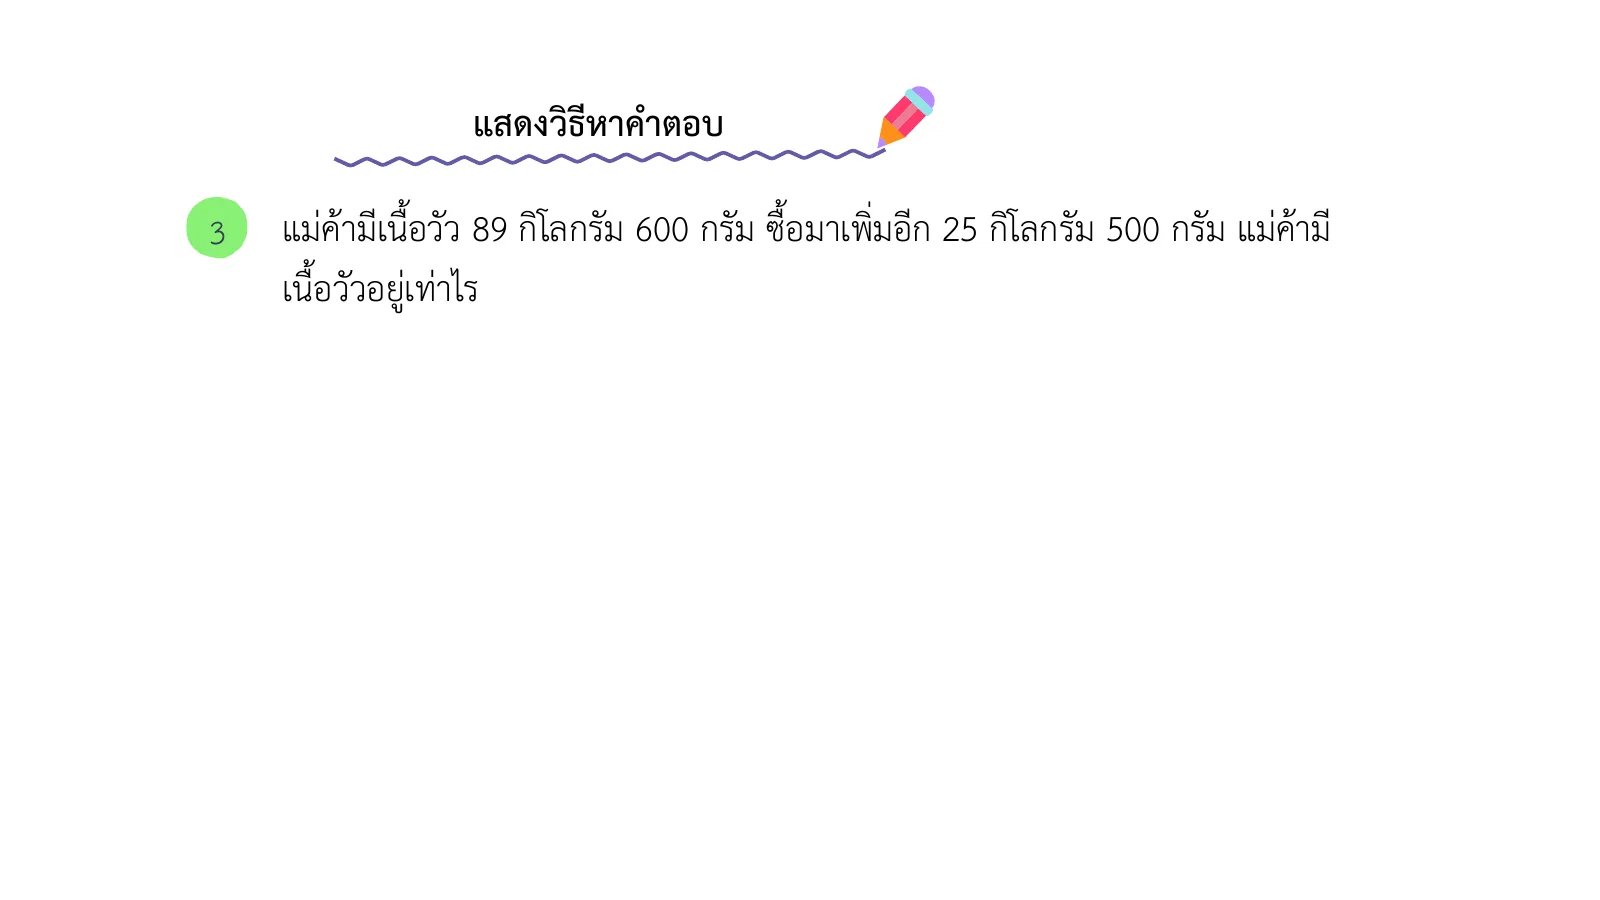 แสดงวิธีหาคำตอบ
3 แม่ค้ามีเนื้อวัว 89 กิโลกรัม 600 กรัม ซื้อมาเพิ่มอีก 25 กิโลกรัม 500 กรัม แม่ค้ามี
เนื้อวัวอยู่เท่าไร